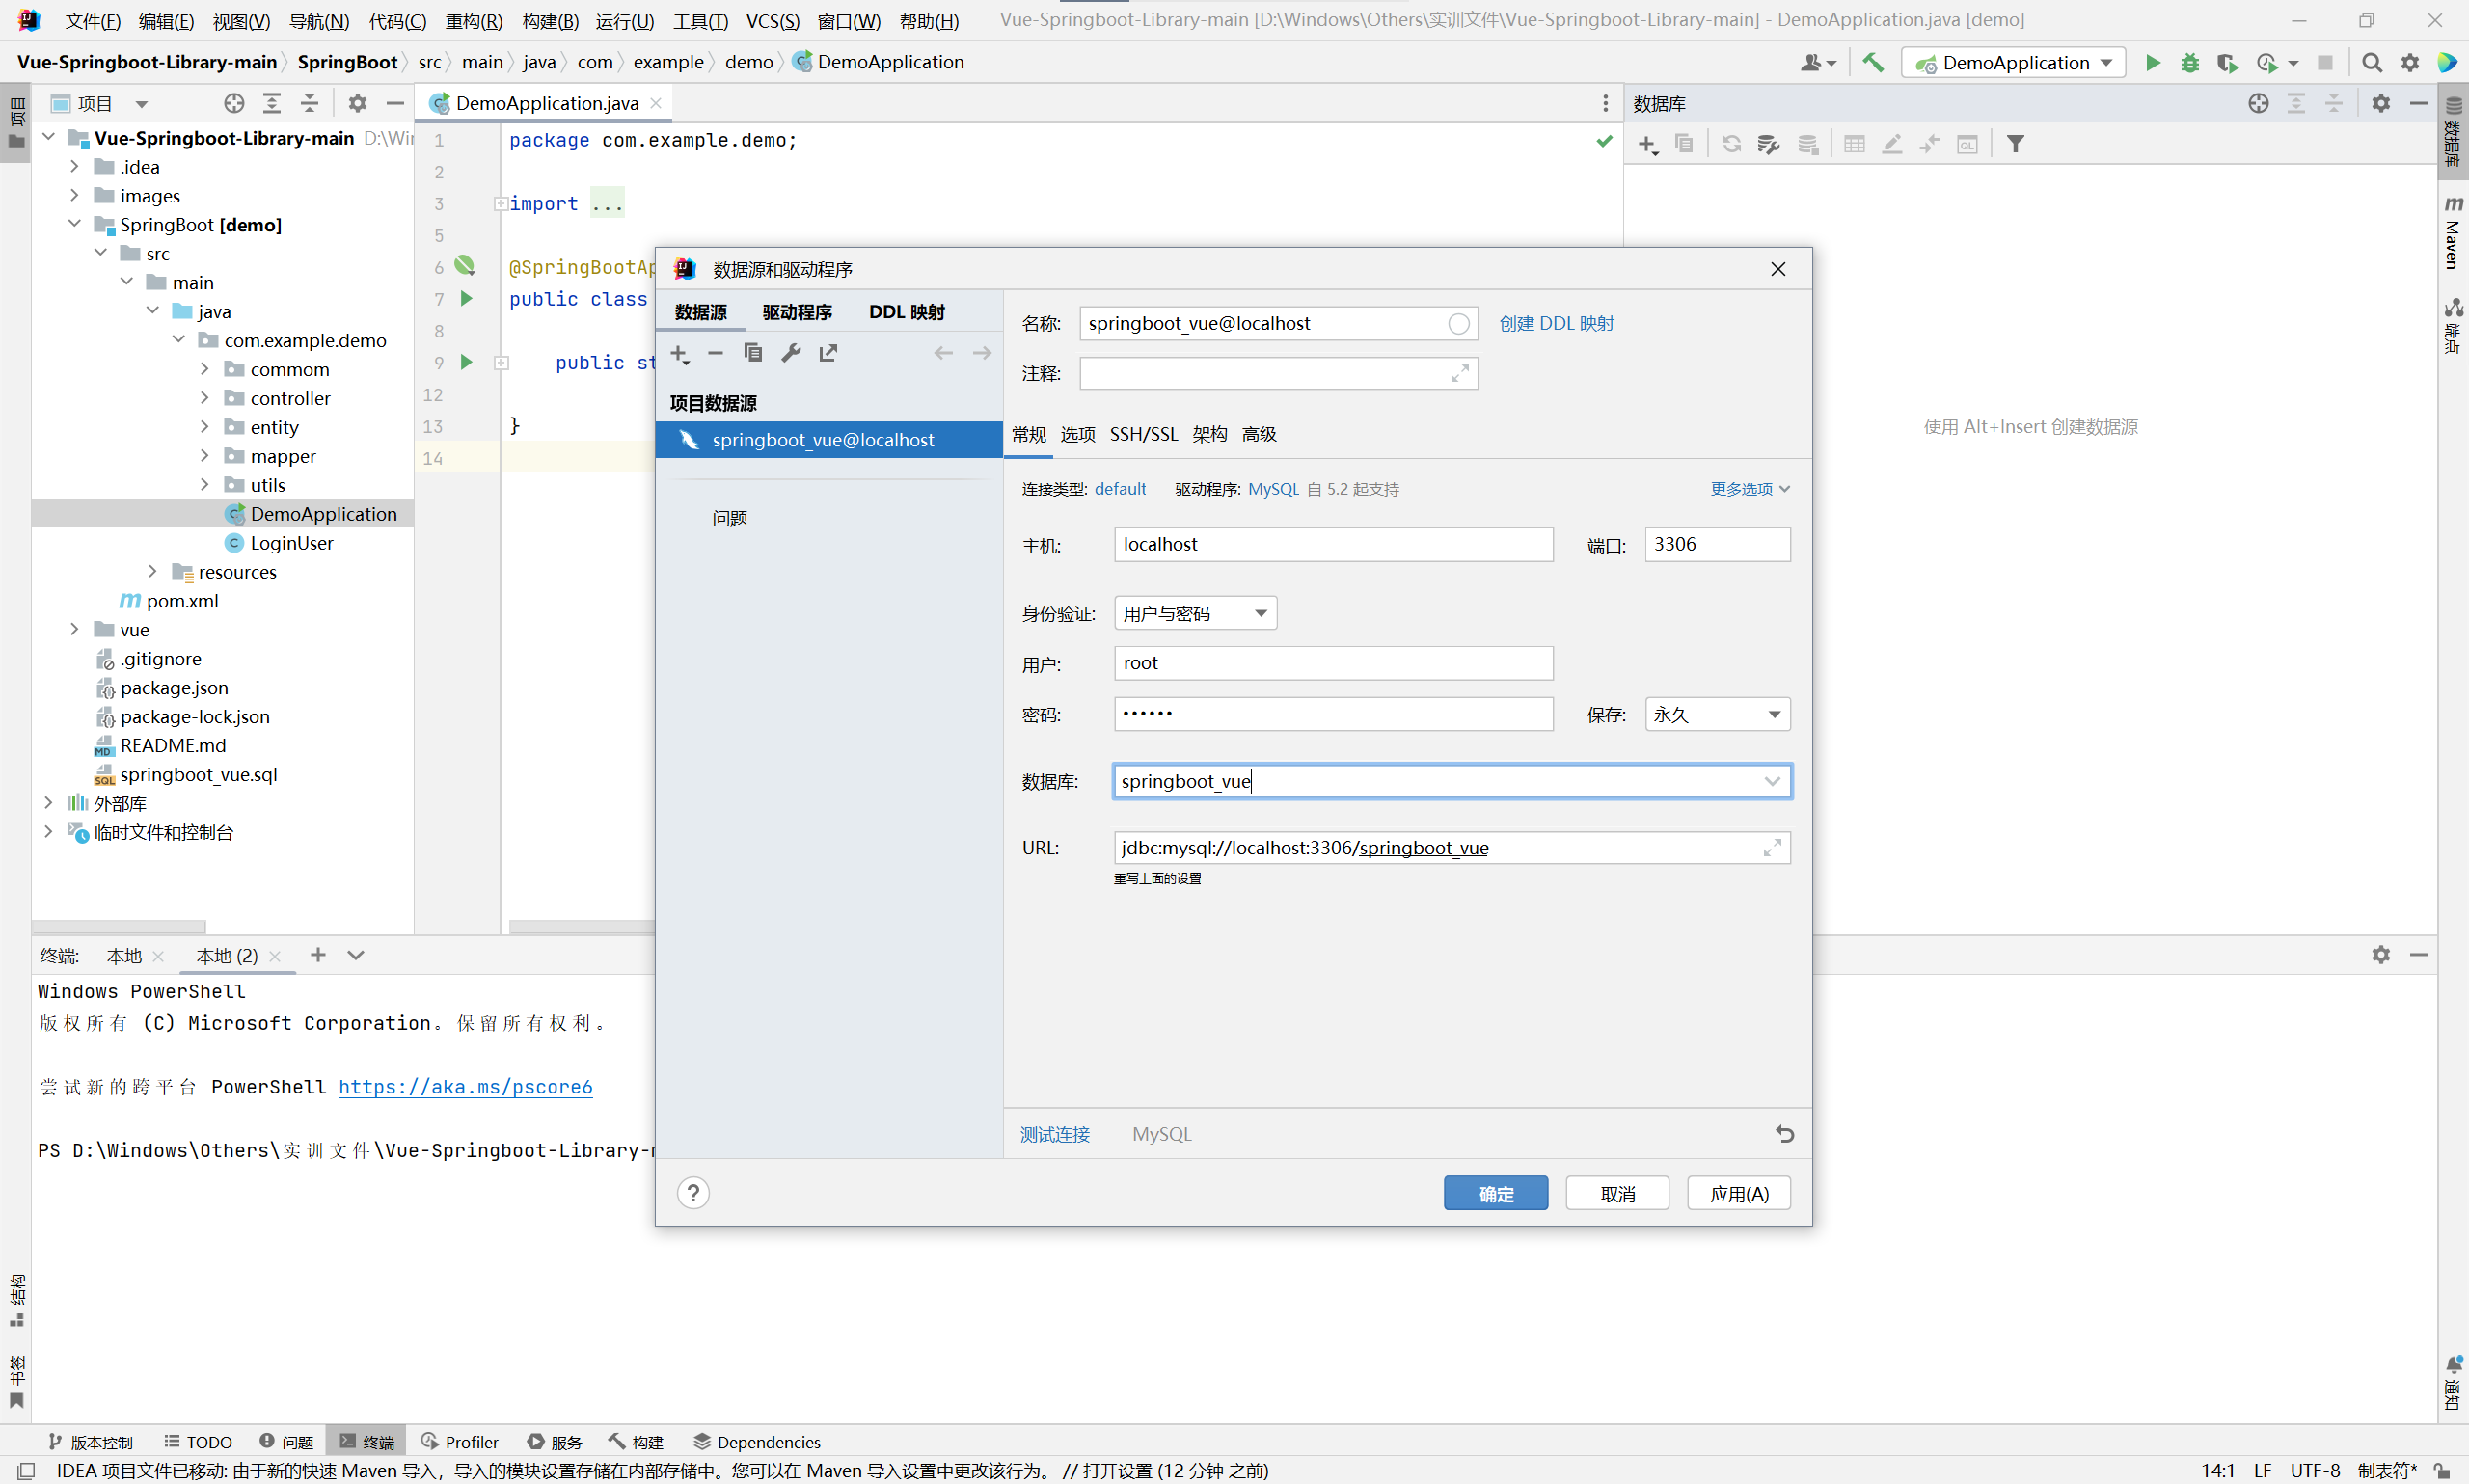 文件(F) 编辑(E) 视图(V) 导航(N) 代码(C) 重构(R) 构建(B) 运行(U) 工具(T) VCS(S) 窗口(W) 帮助(H) Vue-Springboot-Library-main [D:\Windows\Others\实训文件\Vue-Springboot-Library-main] - DemoApplication.java [demo]
Vue-Springboot-Library-main SpringBoot src main java com example demo DemoApplication
DemoApplication
项目
项目
DemoApplication.java
数据库
数据库
Maven
端点
Vue-Springboot-Library-main D:\Wir
.idea
images
SpringBoot [demo]
src
main
java
com.example.demo
commom
controller
entity
mapper
utils
DemoApplication
LoginUser
resources
pom.xml
vue
.gitignore
package.json
package-lock.json
README.md
springboot_vue.sql
外部库
临时文件和控制台
1 package com.example.demo;
2
3 import ...
5
6 @SpringBootAp
7 public class
8
9 public st
12
13 }
14
使用 Alt+Insert 创建数据源
数据源和驱动程序
数据源 驱动程序 DDL 映射
项目数据源
springboot_vue@localhost
问题
名称: springboot_vue@localhost 创建 DDL 映射
注释:
常规 选项 SSH/SSL 架构 高级
连接类型: default 驱动程序: MySQL 自 5.2 起支持 更多选项
主机: localhost 端口: 3306
身份验证: 用户与密码
用户: root
密码: •••••• 保存: 永久
数据库: springboot_vue
URL: jdbc:mysql://localhost:3306/springboot_vue
重写上面的设置
测试连接 MySQL
? 确定 取消 应用(A)
终端: 本地 本地 (2)
Windows PowerShell
版权所有 (C) Microsoft Corporation。保留所有权利。
尝试新的跨平台 PowerShell https://aka.ms/pscore6
PS D:\Windows\Others\实训文件\Vue-Springboot-Library-m
结构
书签
通知
版本控制 TODO 问题 终端 Profiler 服务 构建 Dependencies
IDEA 项目文件已移动: 由于新的快速 Maven 导入，导入的模块设置存储在内部存储中。您可以在 Maven 导入设置中更改该行为。 // 打开设置 (12 分钟 之前) 14:1 LF UTF-8 制表符*